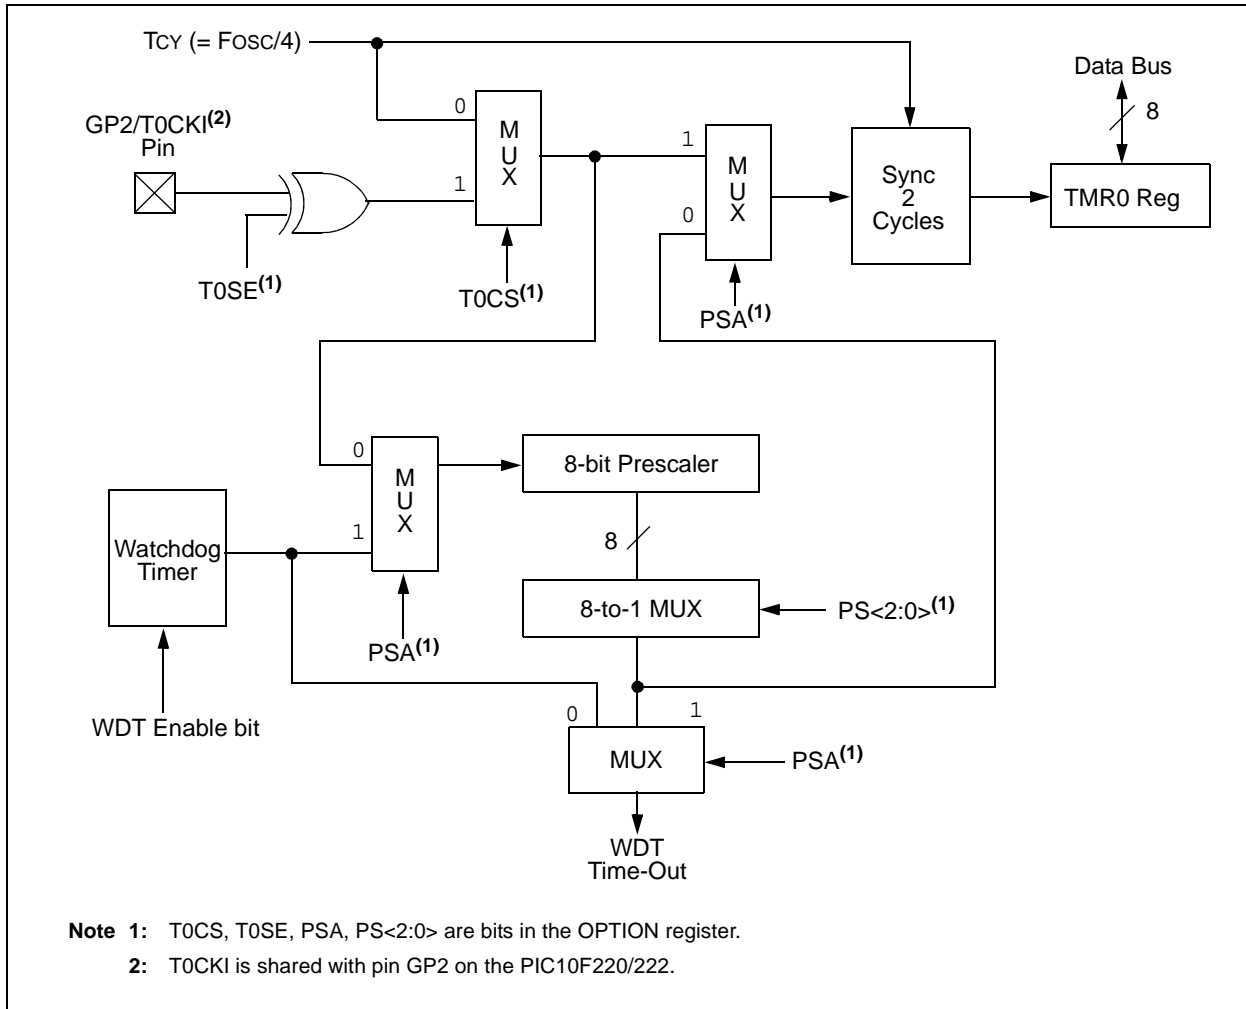 TCY (= FOSC/4)
Data Bus
8
GP2/T0CKI(2)
Pin
0
1
MUX
T0SE(1)
T0CS(1)
1
0
MUX
PSA(1)
Sync
2
Cycles
TMR0 Reg
0
1
MUX
PSA(1)
8-bit Prescaler
8
8-to-1 MUX
PS<2:0>(1)
Watchdog
Timer
WDT Enable bit
0
1
MUX
PSA(1)
WDT
Time-Out
Note 1: T0CS, T0SE, PSA, PS<2:0> are bits in the OPTION register.
2: T0CKI is shared with pin GP2 on the PIC10F220/222.